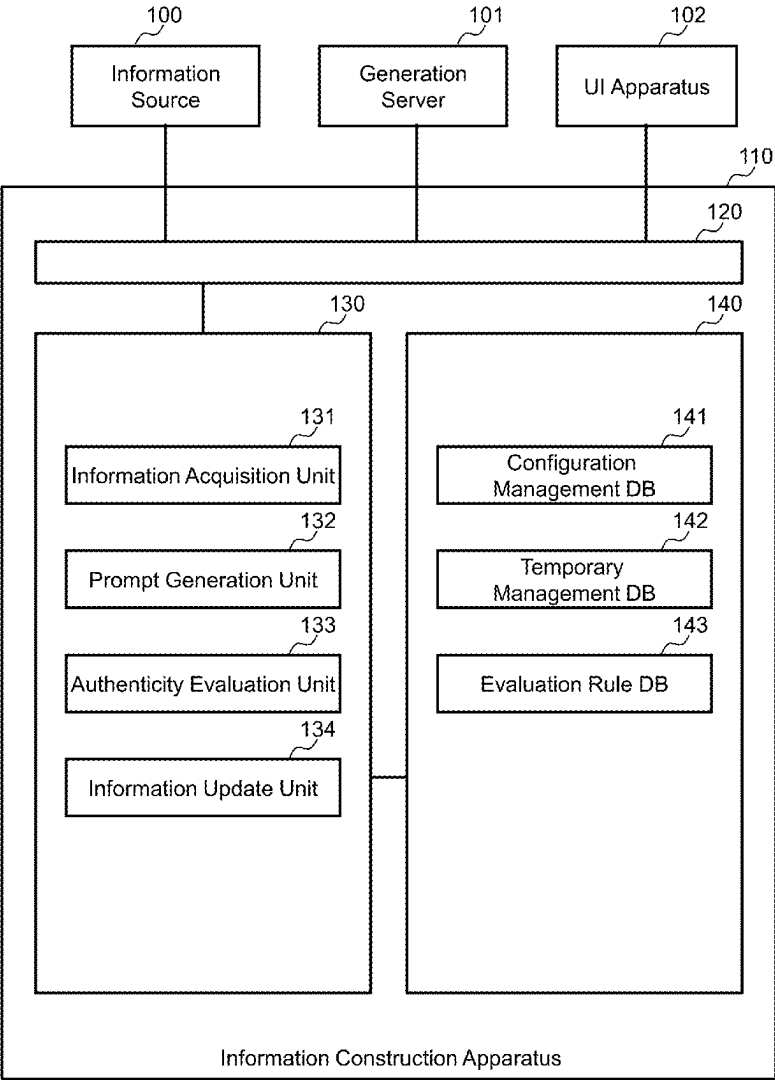 100
101
102
Information
Source
Generation
Server
UI Apparatus
110
120
130
140
131
Information Acquisition Unit
132
Prompt Generation Unit
133
Authenticity Evaluation Unit
134
Information Update Unit
141
Configuration
Management DB
142
Temporary
Management DB
143
Evaluation Rule DB
Information Construction Apparatus